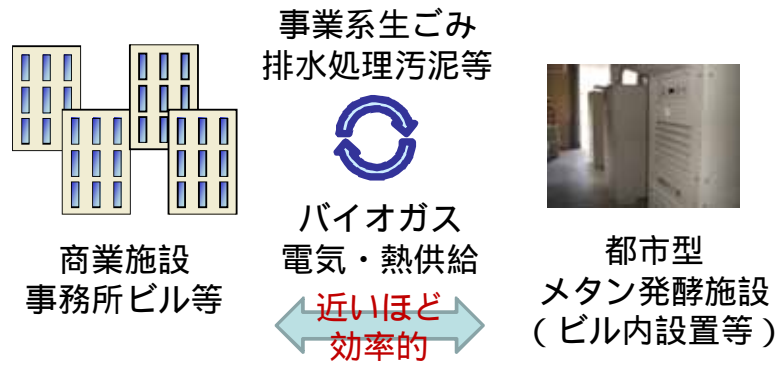 事業系生ごみ
排水処理汚泥等
バイオガス
電気・熱供給
近いほど
効率的
商業施設
事務所ビル等
都市型
メタン発酵施設
(ビル内設置等)